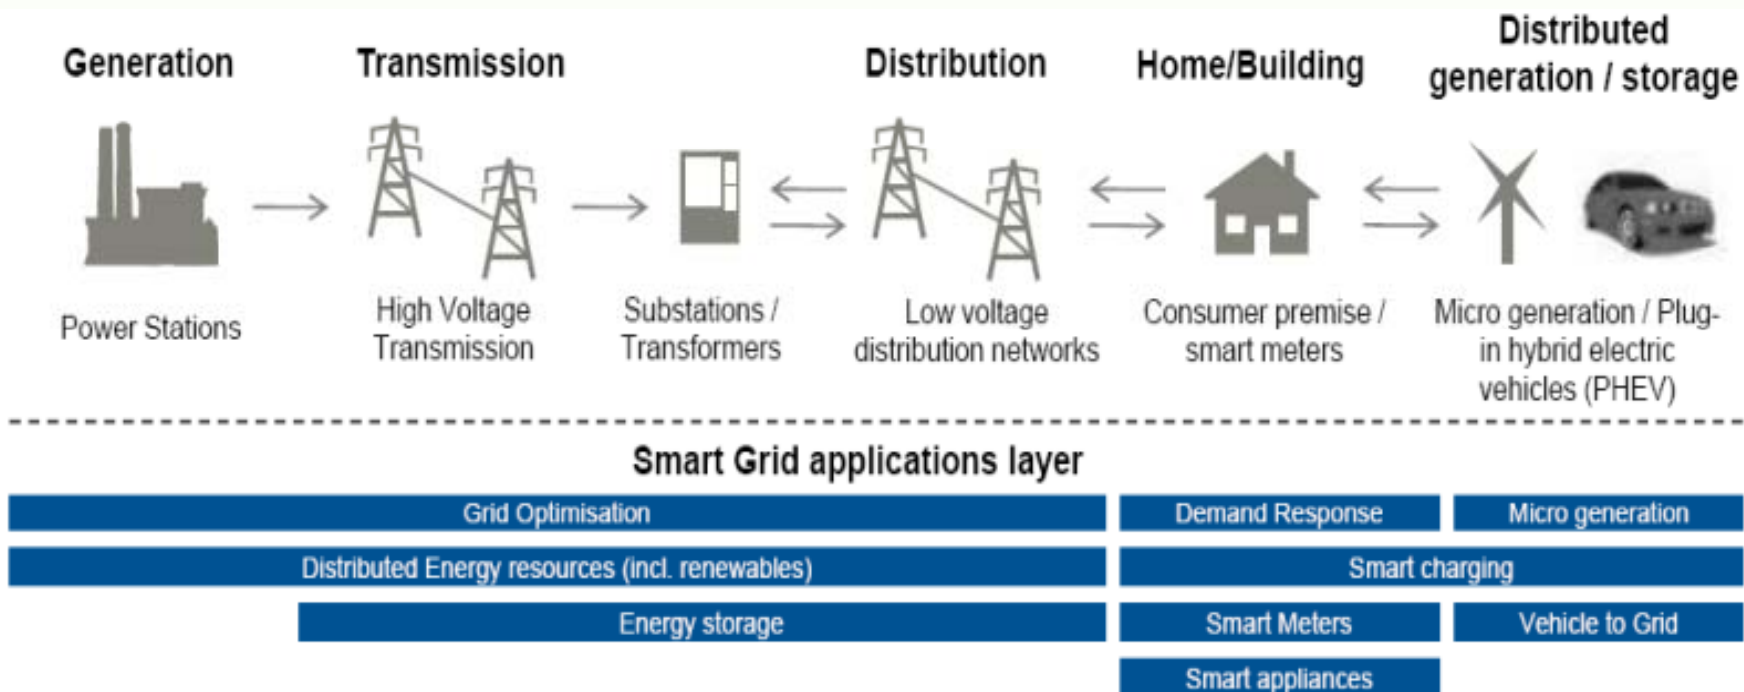 Generation
Transmission
Distribution
Home/Building
Distributed
generation / storage
Power Stations
High Voltage
Transmission
Substations /
Transformers
Low voltage
distribution networks
Consumer premise /
smart meters
Micro generation / Plug-
in hybrid electric
vehicles (PHEV)
Smart Grid applications layer
Grid Optimisation
Demand Response
Micro generation
Distributed Energy resources (incl. renewables)
Smart charging
Energy storage
Smart Meters
Vehicle to Grid
Smart appliances